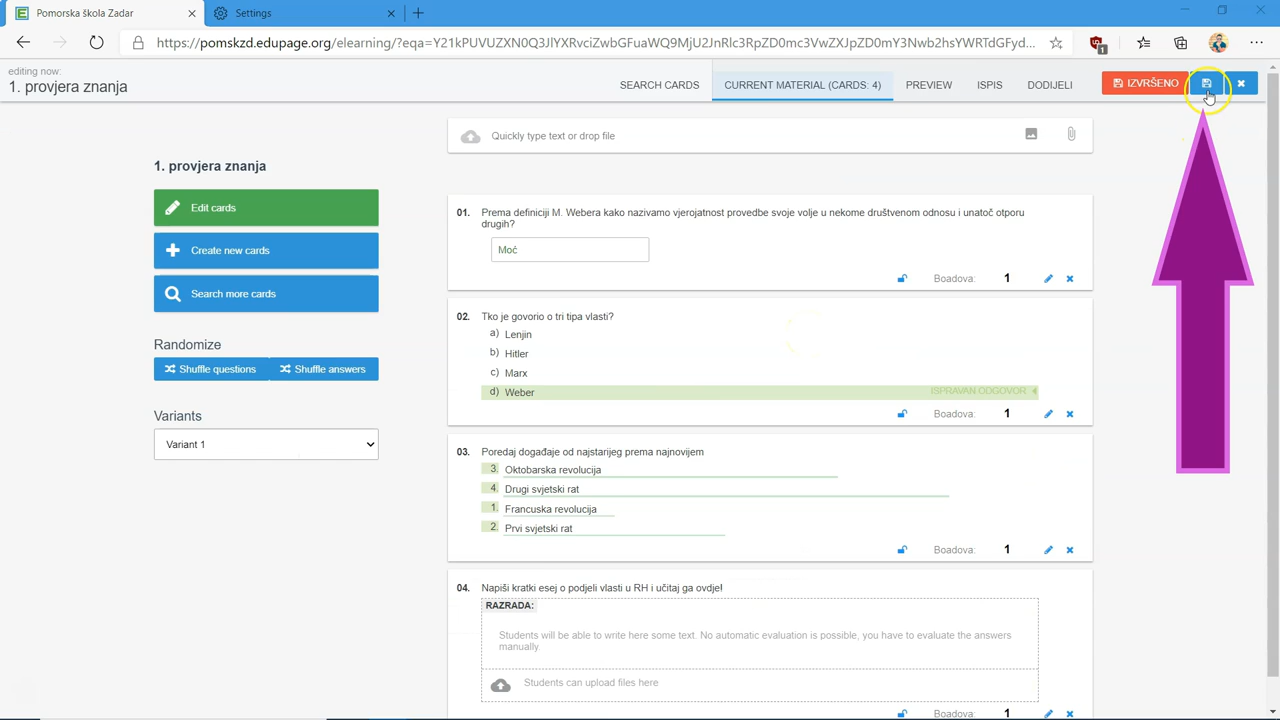 Pomorska škola Zadar
Settings
https://pomskzd.edupage.org/elearning/?eqa=Y21kPUVUZXN0Q3JlYXRvciZwbGFuaWQ9MjU2JnRlc3RpZD0mc3VwZXJpZD0mY3Nwb2hsYWRTdGFydD...
1
editing now:
1. provjera znanja
SEARCH CARDS
CURRENT MATERIAL (CARDS: 4)
PREVIEW
ISPIS
DODIJELI
IZVRŠENO
Quickly type text or drop file
1. provjera znanja
Edit cards
Create new cards
Search more cards
Randomize
Shuffle questions
Shuffle answers
Variants
Variant 1
01. Prema definiciji M. Webera kako nazivamo vjerojatnost provedbe svoje volje u nekome društvenom odnosu i unatoč otporu
drugih?
Moć
Boadova: 1
02. Tko je govorio o tri tipa vlasti?
a) Lenjin
b) Hitler
c) Marx
d) Weber
ISPRAVAN ODGOVOR
Boadova: 1
03. Poredaj događaje od najstarijeg prema najnovijem
3. Oktobarska revolucija
4. Drugi svjetski rat
1. Francuska revolucija
2. Prvi svjetski rat
Boadova: 1
04. Napiši kratki esej o podjeli vlasti u RH i učitaj ga ovdje!
RAZRADA:
Students will be able to write here some text. No automatic evaluation is possible, you have to evaluate the answers
manually.
Students can upload files here
Boadova: 1